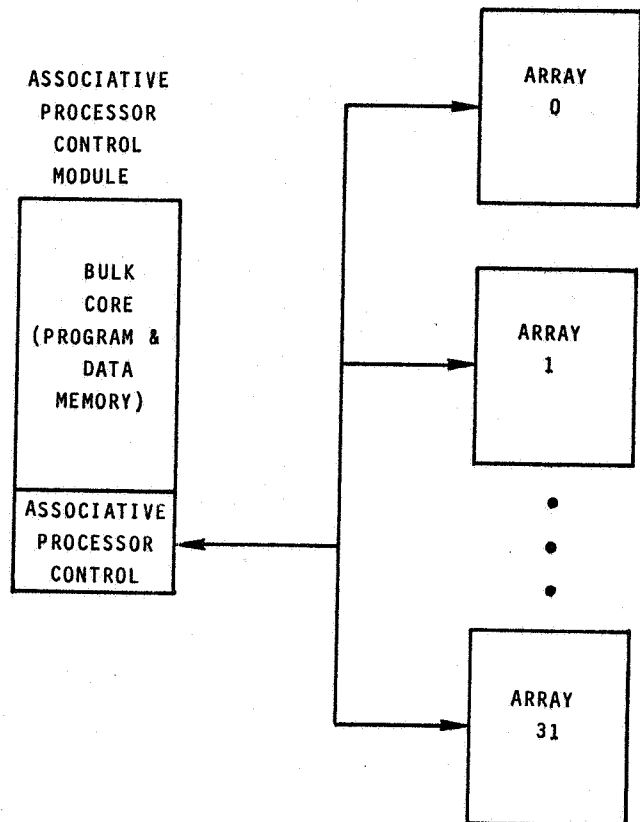 ASSOCIATIVE
PROCESSOR
CONTROL
MODULE
BULK
CORE
(PROGRAM &
DATA
MEMORY)
ASSOCIATIVE
PROCESSOR
CONTROL
ARRAY
0
ARRAY
1
ARRAY
31